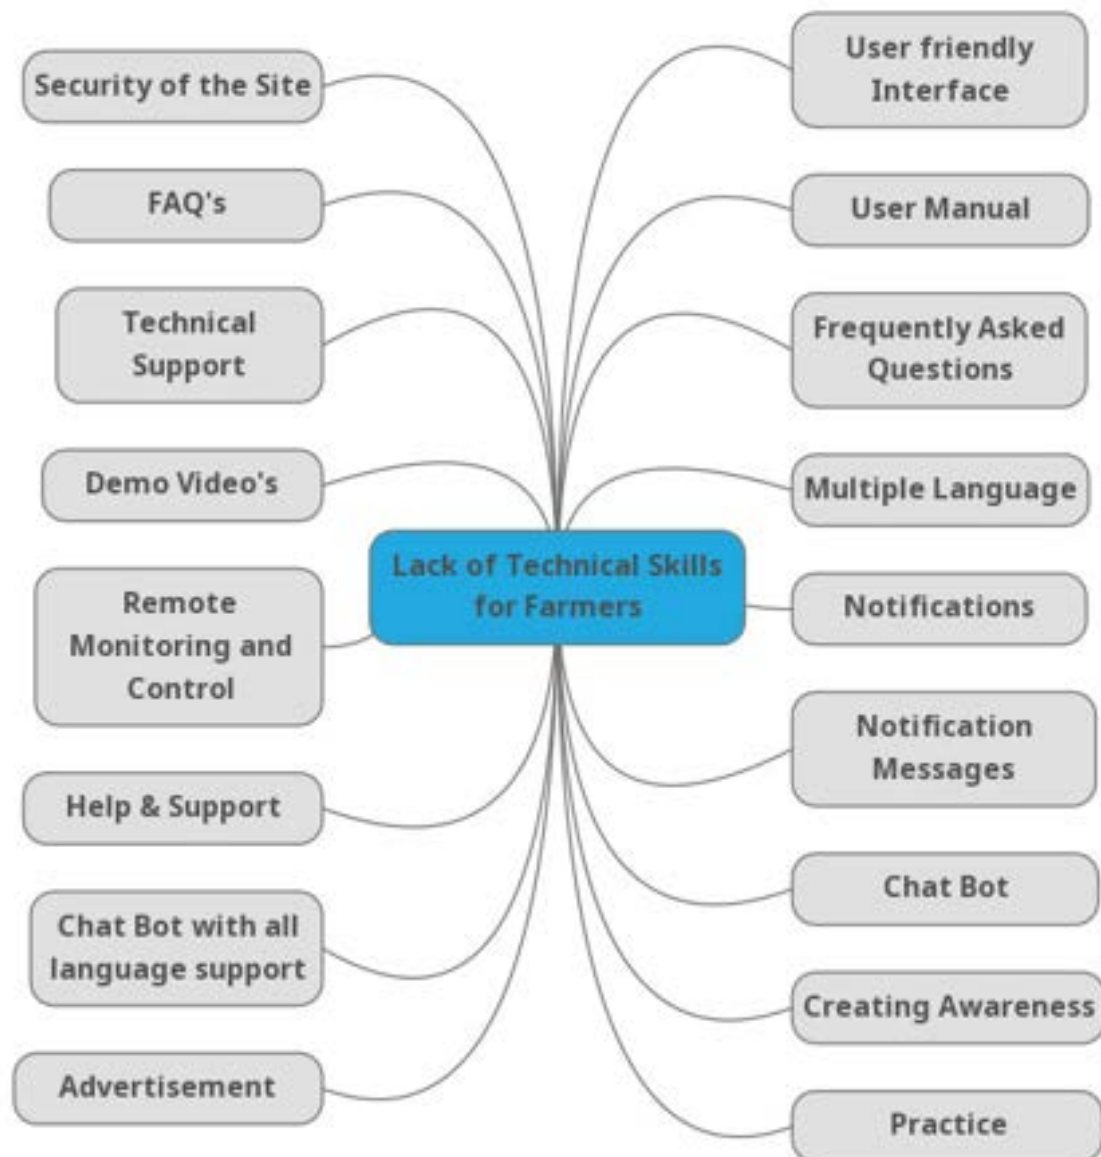 Security of the Site
FAQ's
Technical
Support
Demo Video's
Remote
Monitoring and
Control
Help & Support
Chat Bot with all
language support
Advertisement
Lack of Technical Skills
for Farmers
User friendly
Interface
User Manual
Frequently Asked
Questions
Multiple Language
Notifications
Notification
Messages
Chat Bot
Creating Awareness
Practice